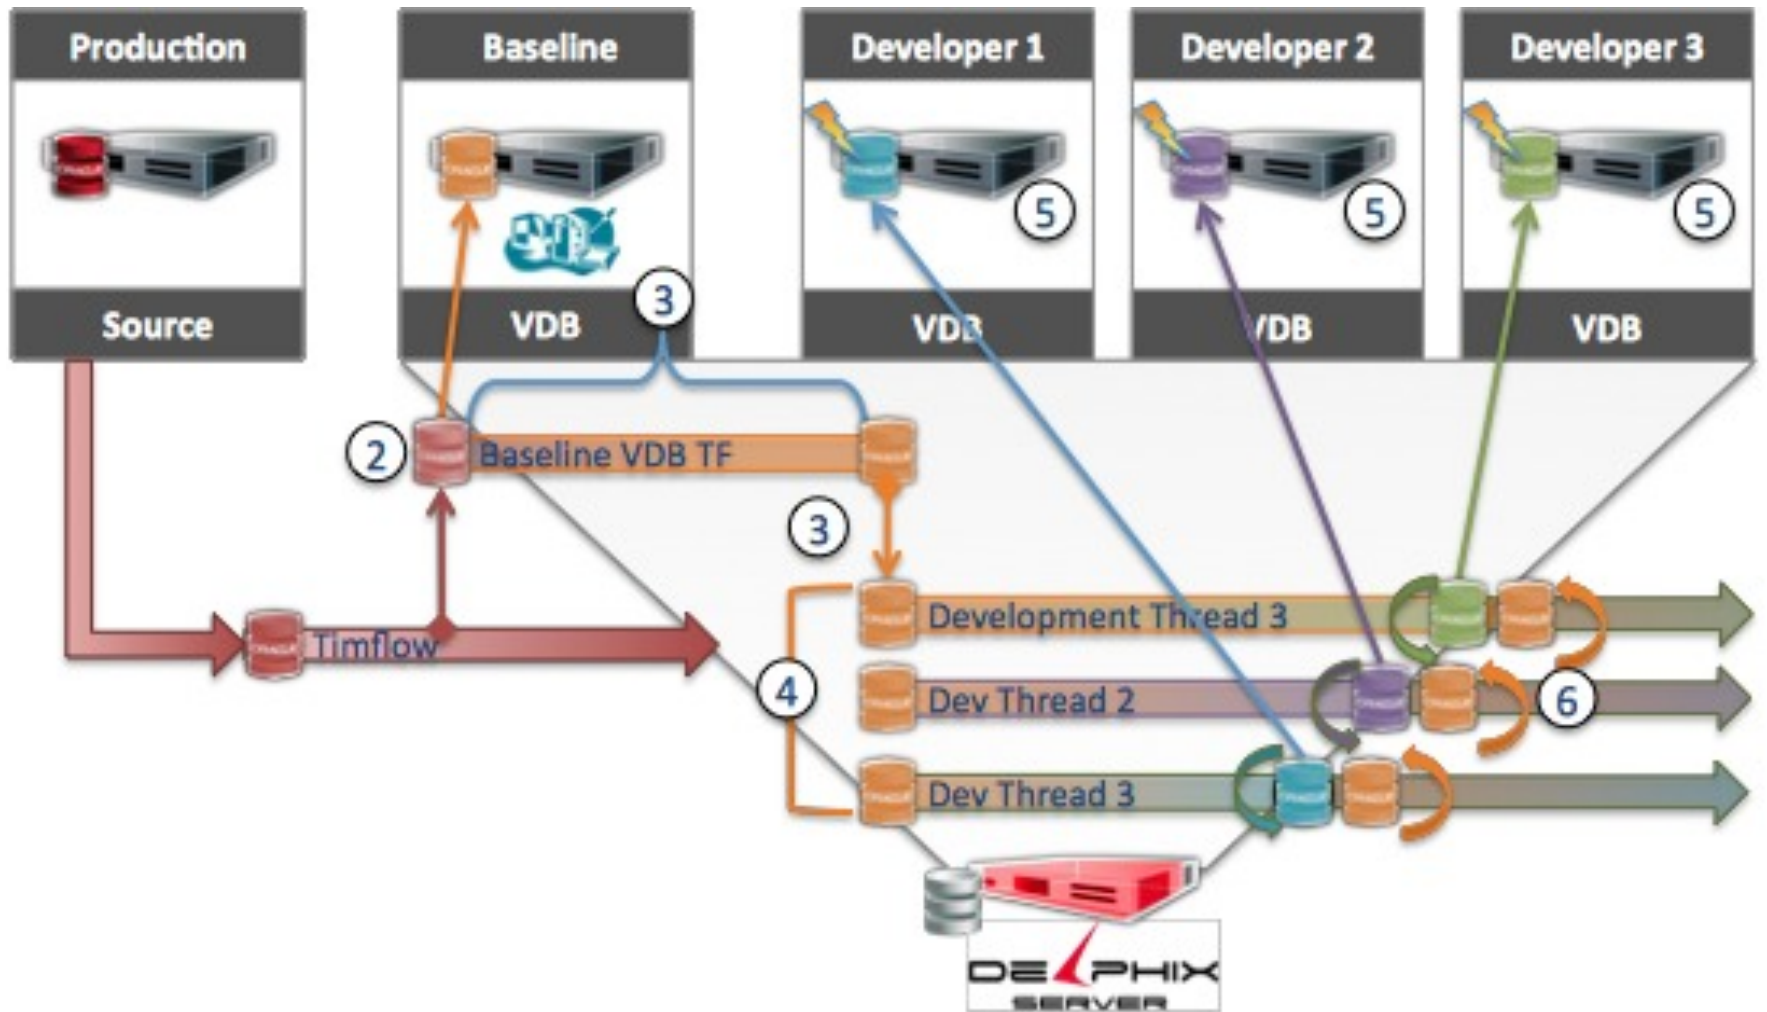 Production
Baseline
Developer 1
Developer 2
Developer 3
5
5
5
Source
VDB
3
VDB
VDB
VDB
2
Baseline VDB TF
3
Timflow
Development Thread 3
4
Dev Thread 2
6
Dev Thread 3
DELPHIX
SERVER